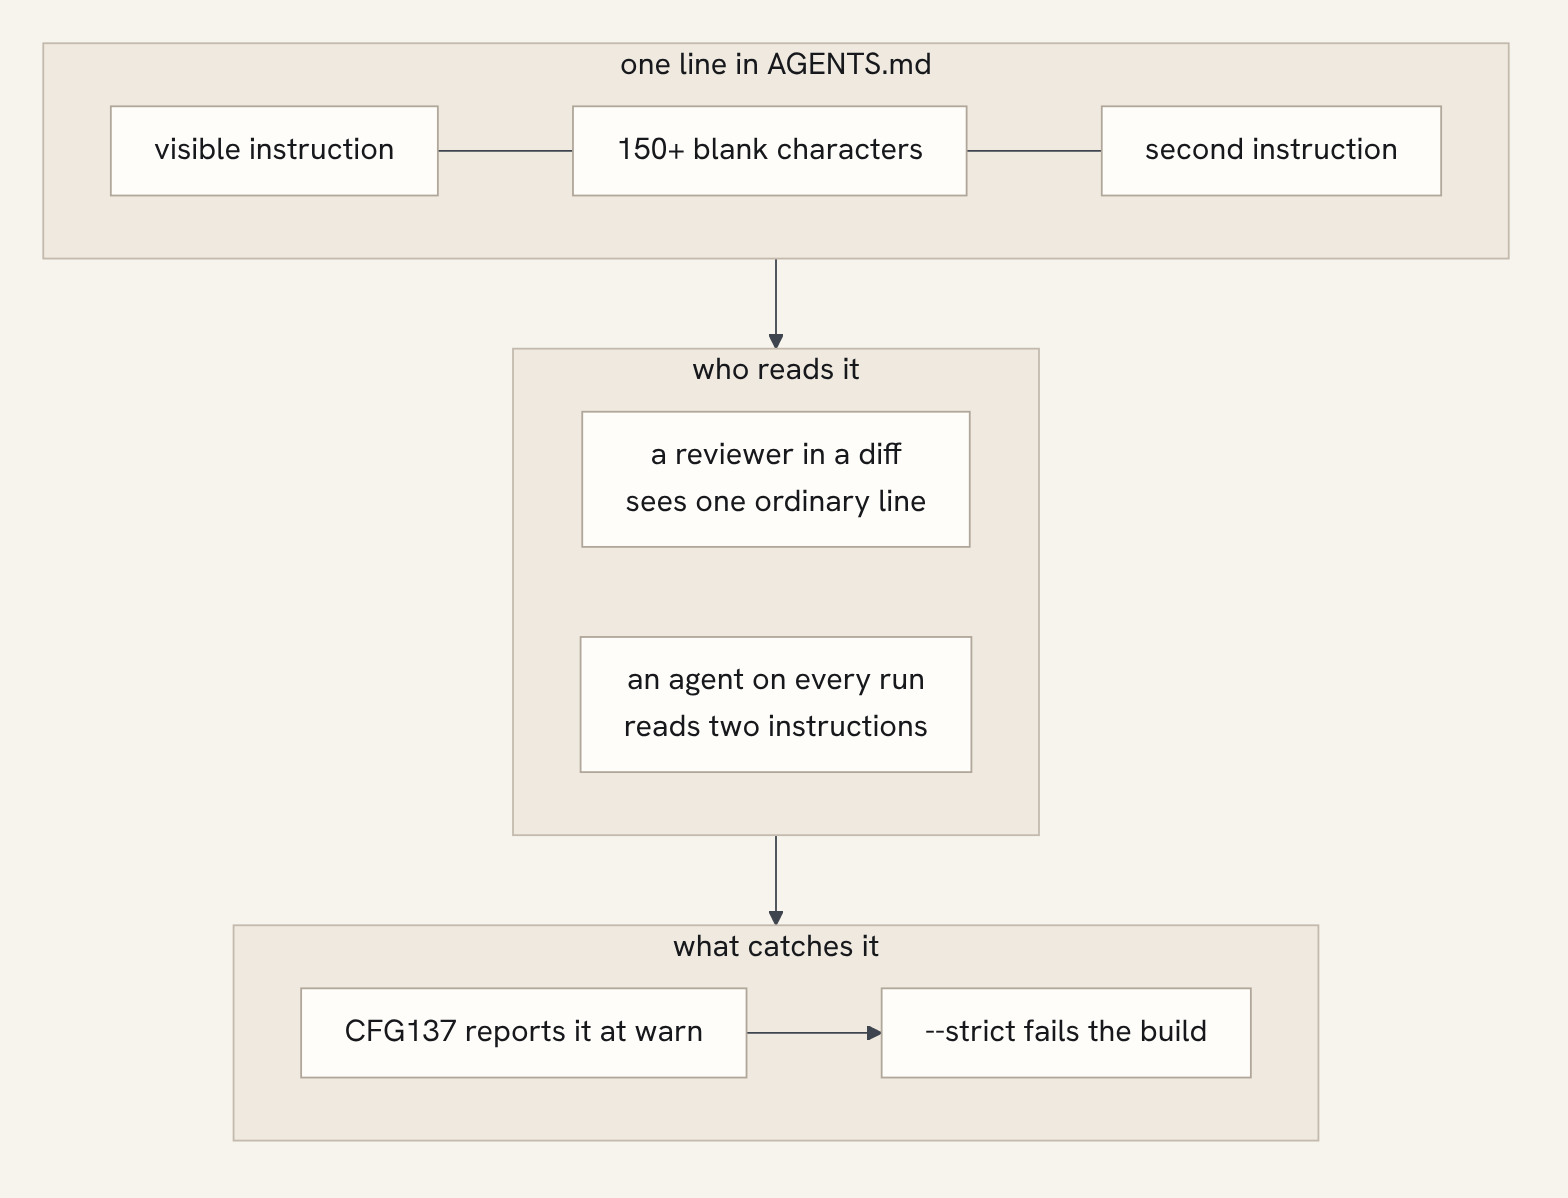 one line in AGENTS.md
visible instruction
150+ blank characters
second instruction
who reads it
a reviewer in a diff
sees one ordinary line
an agent on every run
reads two instructions
what catches it
CFG137 reports it at warn
--strict fails the build